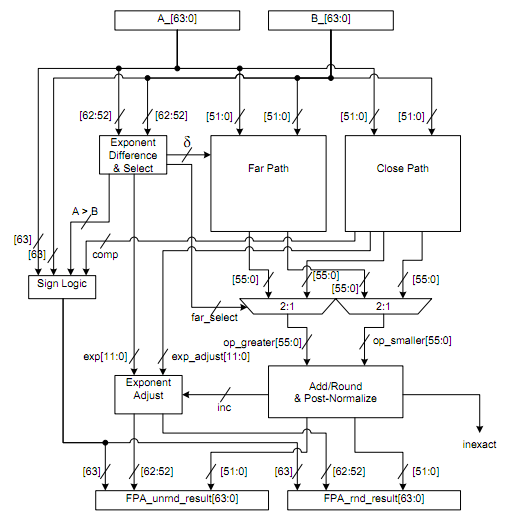 A_[63:0]
B_[63:0]
[62:52]
[62:52]
[51:0]
[51:0]
[51:0]
[51:0]
Exponent
Difference
& Select
δ
Far Path
Close Path
A > B
[63]
[63]
comp
Sign Logic
[55:0]
[55:0]
[55:0]
[55:0]
far_select
2:1
2:1
op_greater[55:0]
op_smaller[55:0]
exp[11:0]
exp_adjust[11:0]
Exponent
Adjust
inc
Add/Round
& Post-Normalize
inexact
[63]
[62:52]
[51:0]
[63]
[62:52]
[51:0]
FPA_unrnd_result[63:0]
FPA_rnd_result[63:0]